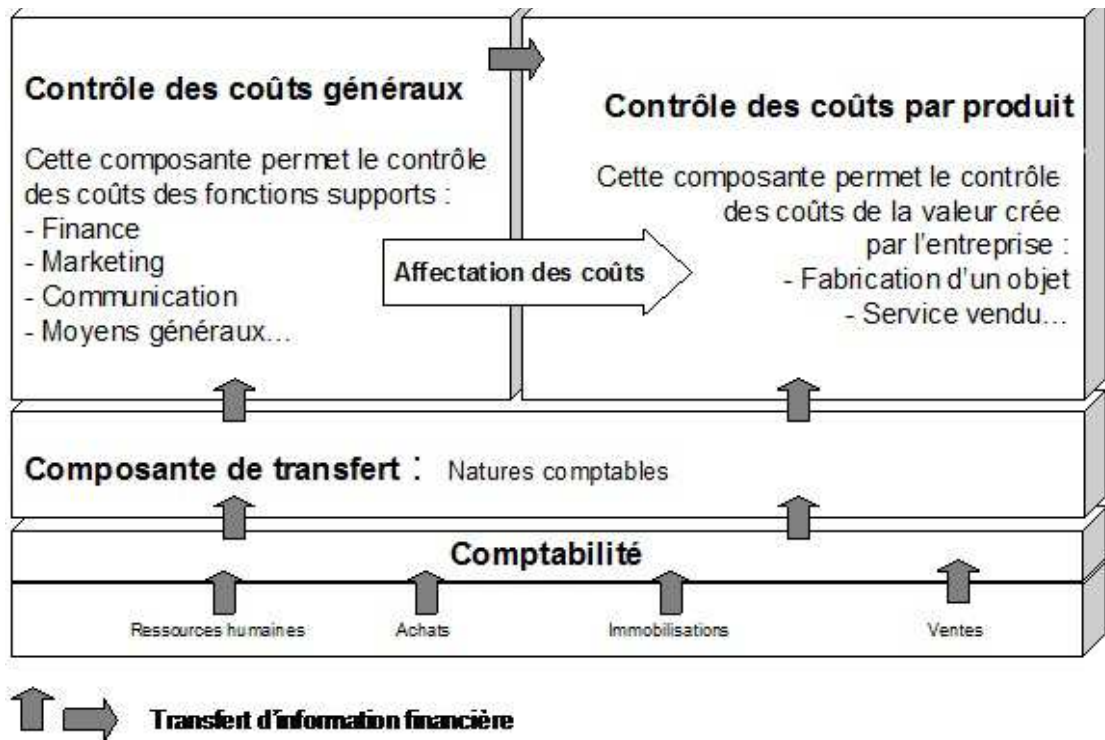 Contrôle des coûts généraux
Cette composante permet le contrôle
des coûts des fonctions supports :
- Finance
- Marketing
- Communication
- Moyens généraux...
Affectation des coûts
Contrôle des coûts par produit
Cette composante permet le contrôle
des coûts de la valeur crée
par l'entreprise :
- Fabrication d'un objet
- Service vendu...
Composante de transfert : Natures comptables
Comptabilité
Ressources humaines Achats Immobilisations Ventes
Transfert d'information financière